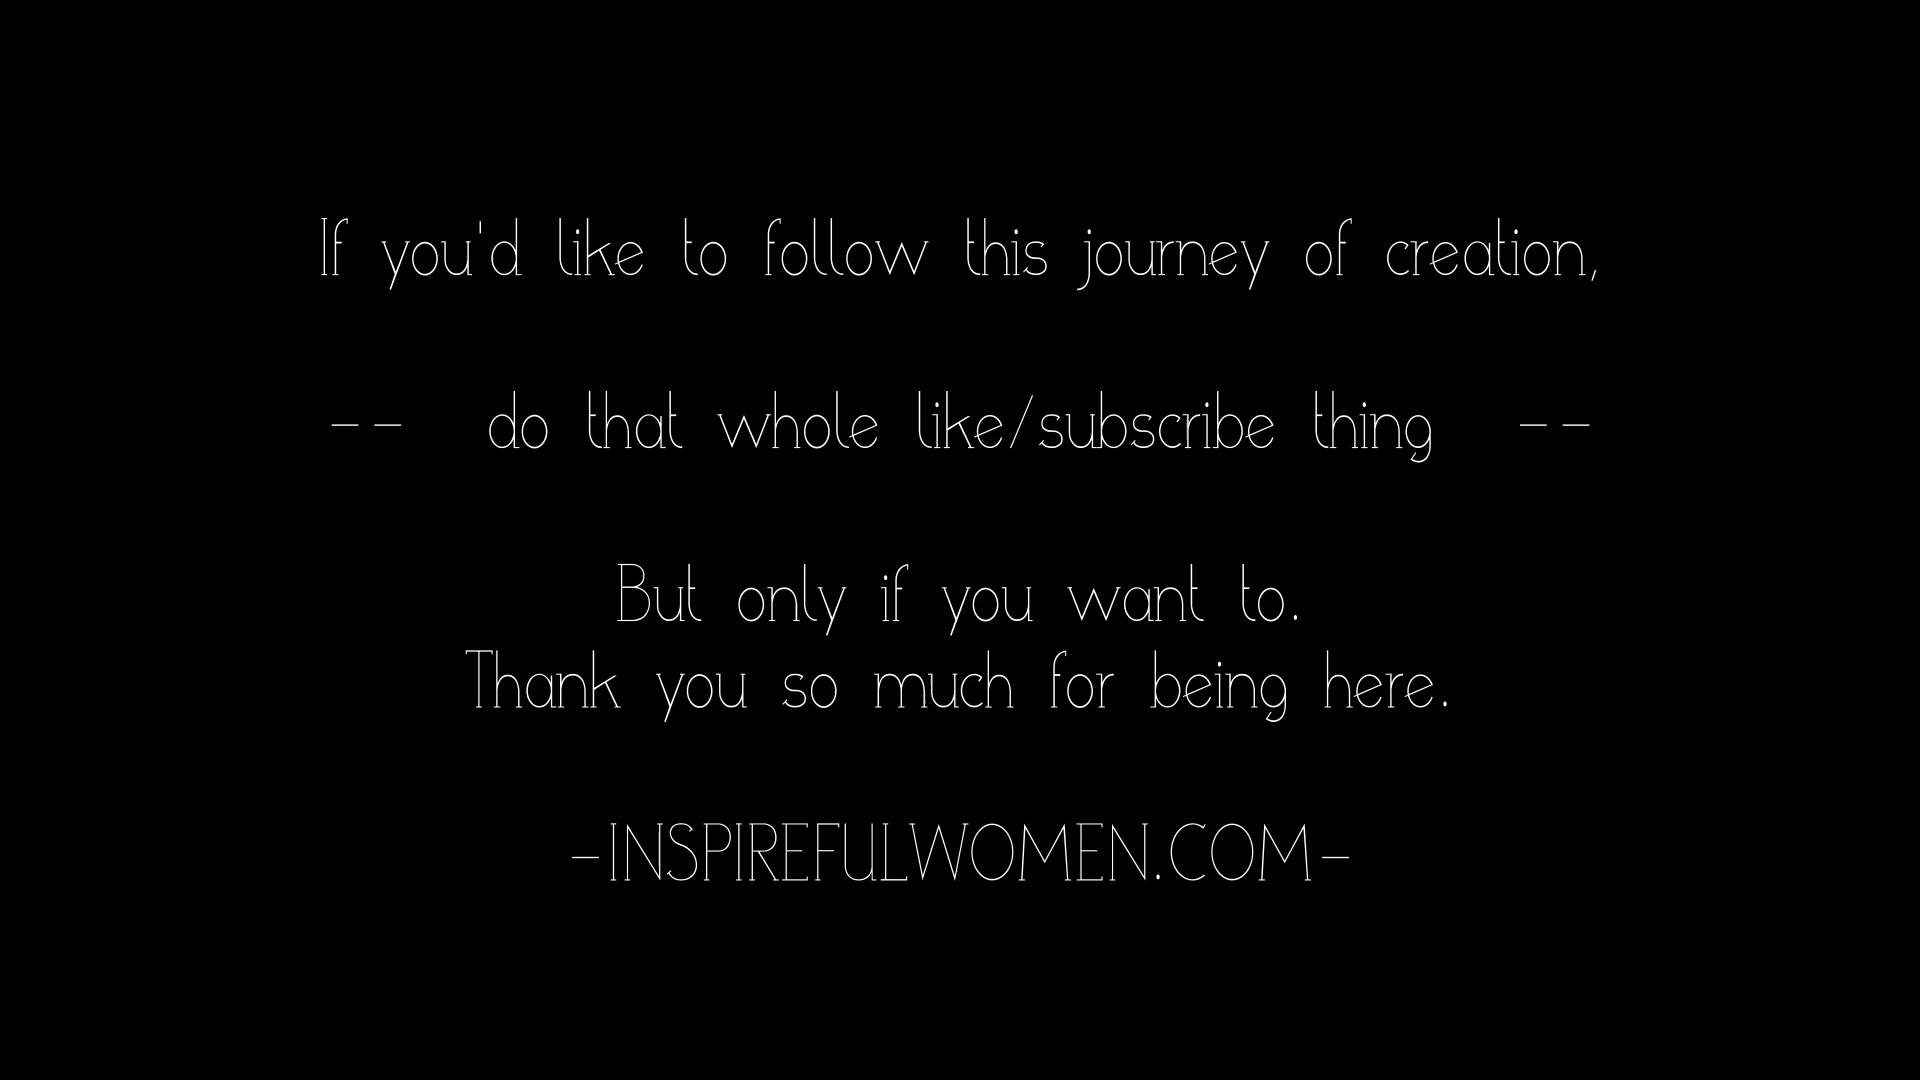 If you'd like to follow this journey of creation,
-- do that whole like/subscribe thing --
But only if you want to.
Thank you so much for being here.
-INSPIREFULWOMEN.COM-